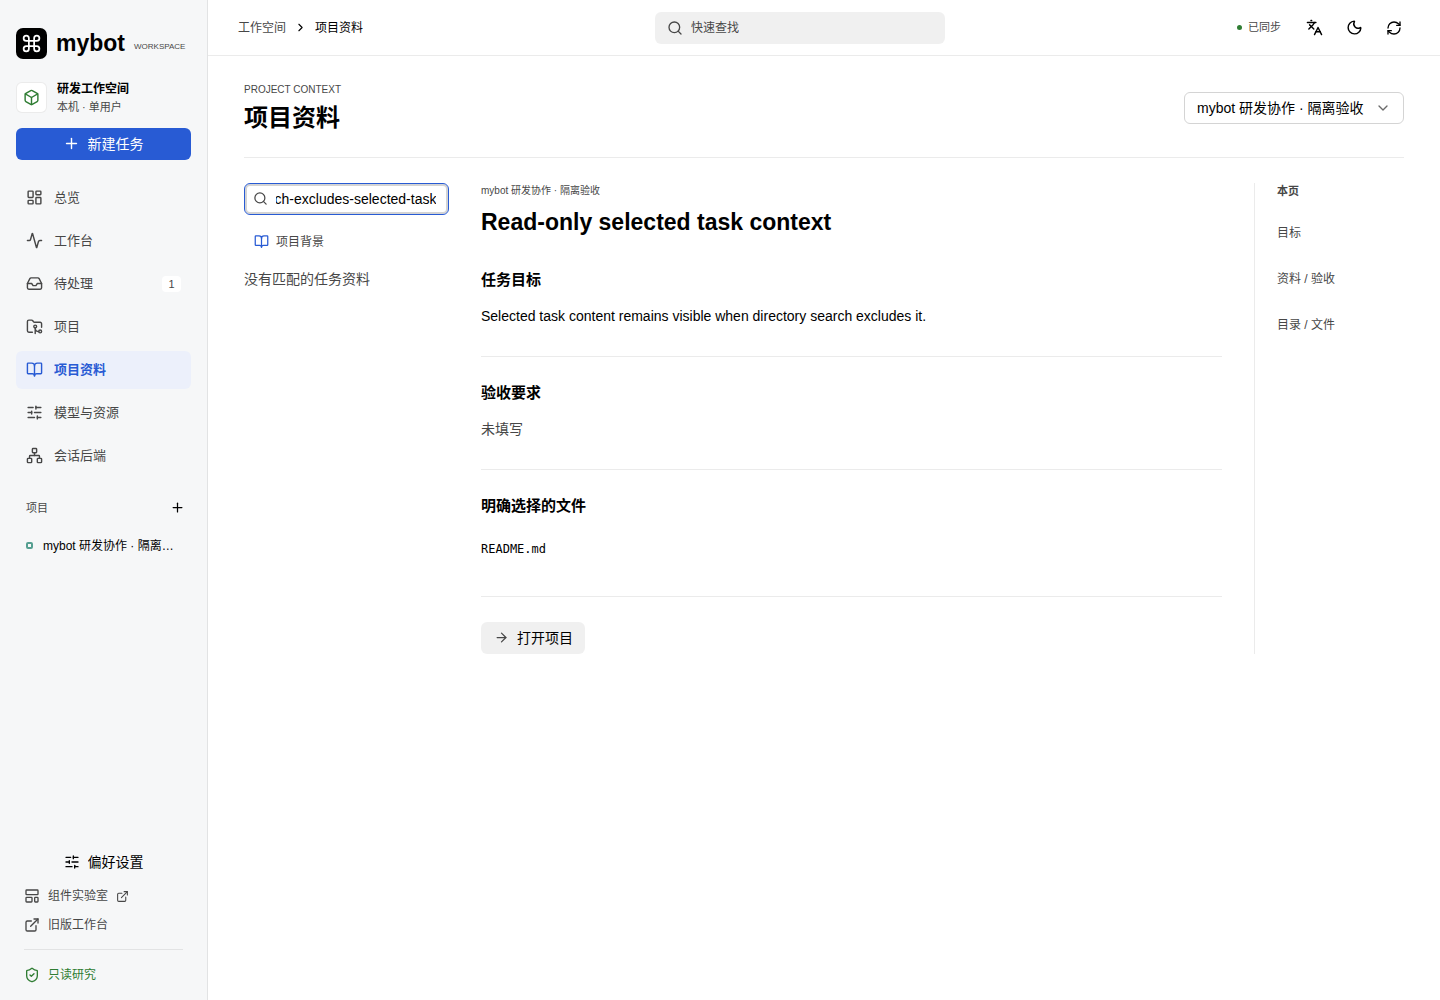 mybot WORKSPACE
研发工作空间
本机 · 单用户
新建任务
总览
工作台
待处理 1
项目
项目资料
模型与资源
会话后端
项目
mybot 研发协作 · 隔离…
偏好设置
组件实验室
旧版工作台
只读研究
工作空间 项目资料
快速查找
已同步
PROJECT CONTEXT
项目资料
mybot 研发协作 · 隔离验收
ch-excludes-selected-task
项目背景
没有匹配的任务资料
mybot 研发协作 · 隔离验收
Read-only selected task context
任务目标
Selected task content remains visible when directory search excludes it.
验收要求
未填写
明确选择的文件
README.md
打开项目
本页
目标
资料 / 验收
目录 / 文件